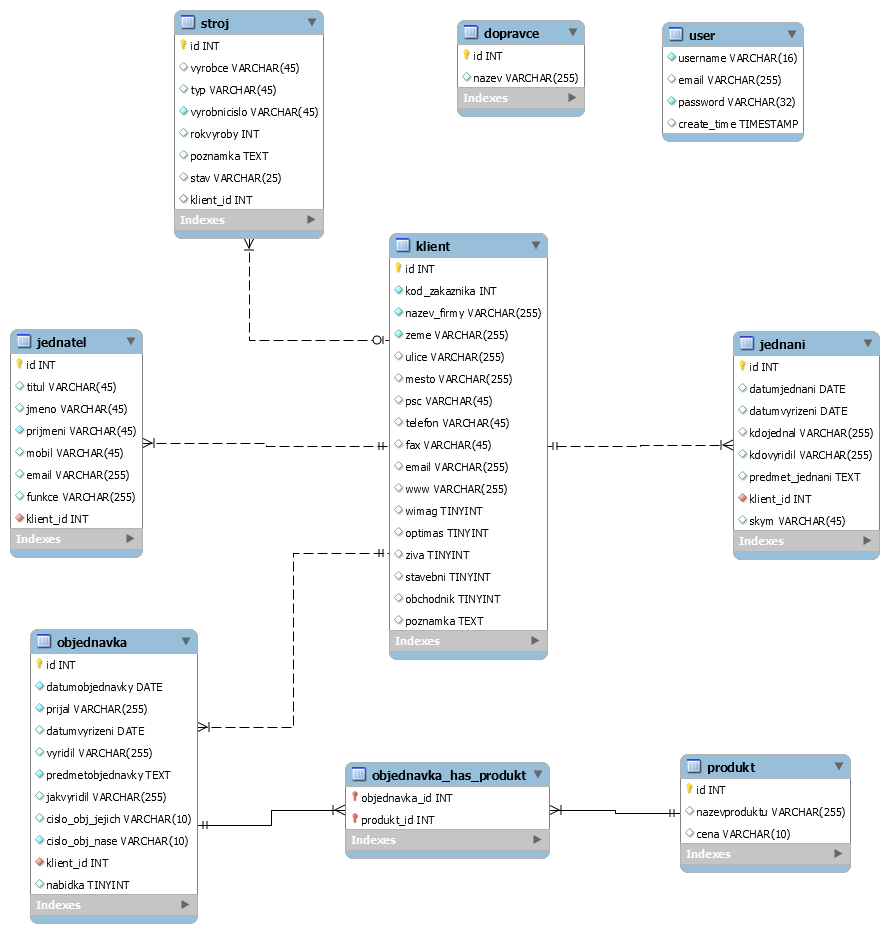 stroj
id INT
vyrobce VARCHAR(45)
typ VARCHAR(45)
vyrobnicislo VARCHAR(45)
rokvyroby INT
poznamka TEXT
stav VARCHAR(25)
klient_id INT
Indexes
dopravce
id INT
nazev VARCHAR(255)
Indexes
user
username VARCHAR(16)
email VARCHAR(255)
password VARCHAR(32)
create_time TIMESTAMP
klient
id INT
kod_zakaznika INT
nazev_firmy VARCHAR(255)
zeme VARCHAR(255)
ulice VARCHAR(255)
mesto VARCHAR(255)
psc VARCHAR(45)
telefon VARCHAR(45)
fax VARCHAR(45)
email VARCHAR(255)
www VARCHAR(255)
wimag TINYINT
optimas TINYINT
ziva TINYINT
stavebni TINYINT
obchodnik TINYINT
poznamka TEXT
Indexes
jednatel
id INT
titul VARCHAR(45)
jmeno VARCHAR(45)
prijmeni VARCHAR(45)
mobil VARCHAR(45)
email VARCHAR(255)
funkce VARCHAR(255)
klient_id INT
Indexes
jednani
id INT
datumjednani DATE
datumvyrizeni DATE
kdojednal VARCHAR(255)
kdovyridil VARCHAR(255)
predmet_jednani TEXT
klient_id INT
skym VARCHAR(45)
Indexes
objednavka
id INT
datumobjednavky DATE
prijal VARCHAR(255)
datumvyrizeni DATE
vyridil VARCHAR(255)
predmetobjednavky TEXT
jakvyridil VARCHAR(255)
cislo_obj_jejich VARCHAR(10)
cislo_obj_nase VARCHAR(10)
klient_id INT
nabidka TINYINT
Indexes
objednavka_has_produkt
objednavka_id INT
produkt_id INT
Indexes
produkt
id INT
nazevproduktu VARCHAR(255)
cena VARCHAR(10)
Indexes